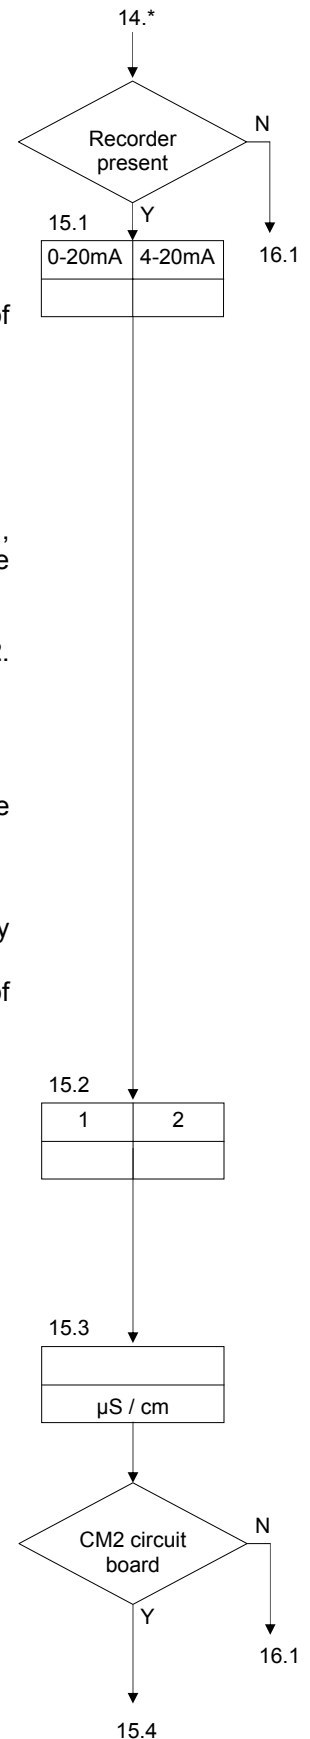 14.*
Recorder
present
N
Y
15.1
0-20mA 4-20mA
16.1
of
,
e
2.
e
y
of
15.2
1 2
15.3
µS / cm
CM2 circuit
board
N
Y
16.1
15.4